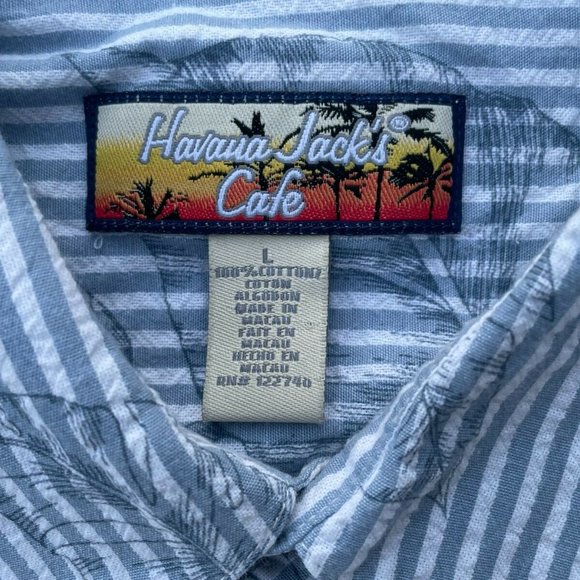 Havana Jack's®
Cafe
L
100%COTTON/
COTON
ALGODON
MADE IN
MACAU
FAIT EN
MACAU
HECHO EN
MACAU
RN# 122740